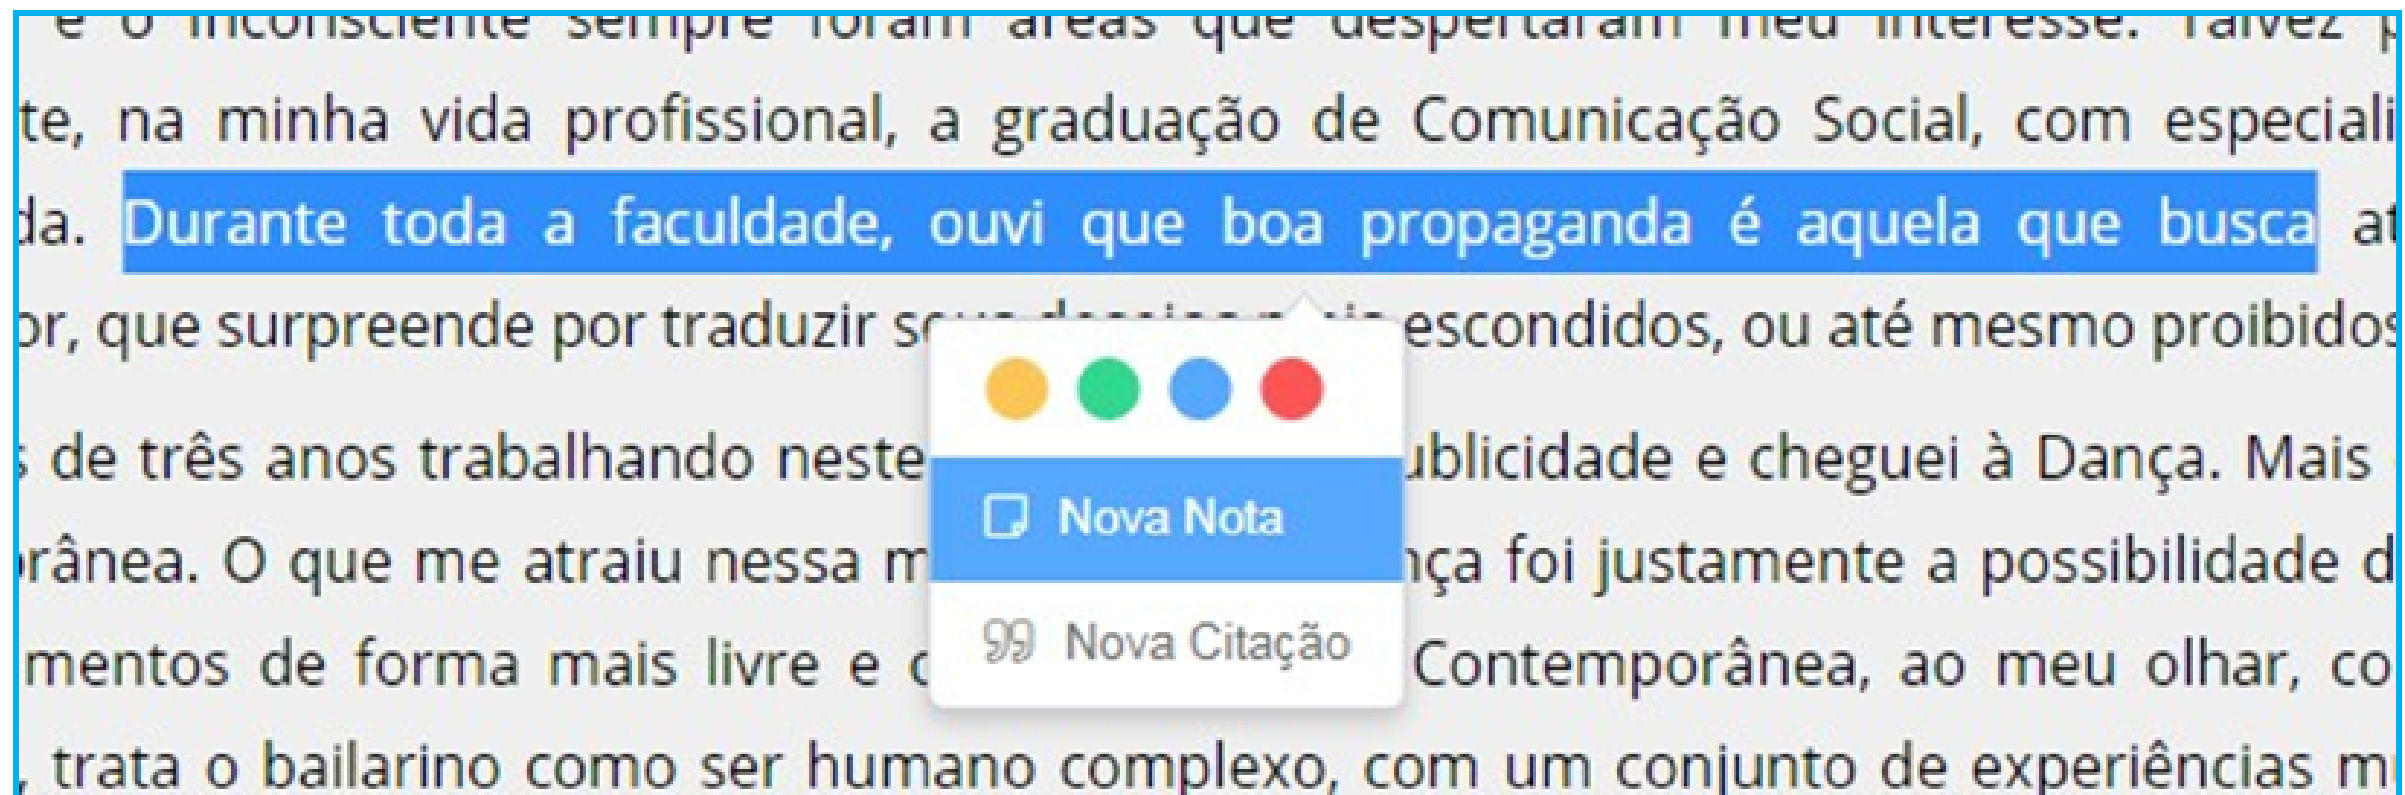 e o inconsciente sempre foram áreas que despertaram meu interesse. Talvez
te, na minha vida profissional, a graduação de Comunicação Social, com especiali
da. Durante toda a faculdade, ouvi que boa propaganda é aquela que busca at
or, que surpreende por traduzir seus desejos mais escondidos, ou até mesmo proibidos
de três anos trabalhando neste ublicidade e cheguei à Dança. Mais
rânea. O que me atraiu nessa m nça foi justamente a possibilidade d
mentos de forma mais livre e c Contemporânea, ao meu olhar, co
, trata o bailarino como ser humano complexo, com um conjunto de experiências mu
Nova Nota
Nova Citação